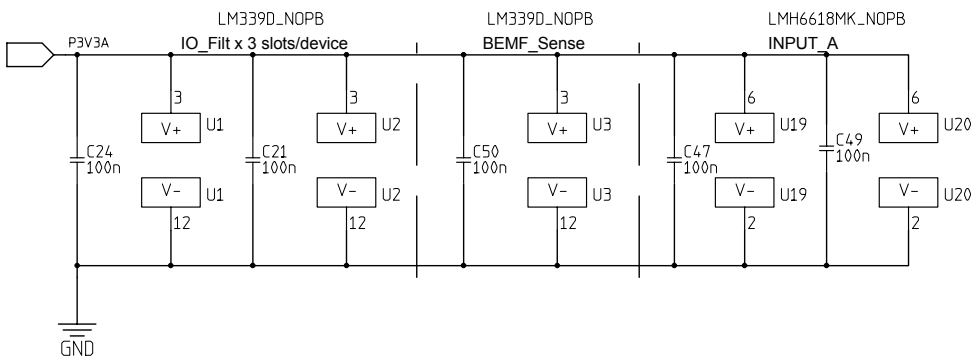 LM339D_NOPB LM339D_NOPB LMH6618MK_NOPB
P3V3A IO_Filt x 3 slots/device BEMF_Sense INPUT_A
3 3 3 6 6
V+ U1 V+ U2 V+ U3 V+ U19 V+ U20
C24 C21 C50 C47 C49
100n 100n 100n 100n 100n
V- U1 V- U2 V- U3 V- U19 V- U20
12 12 12 2 2
GND